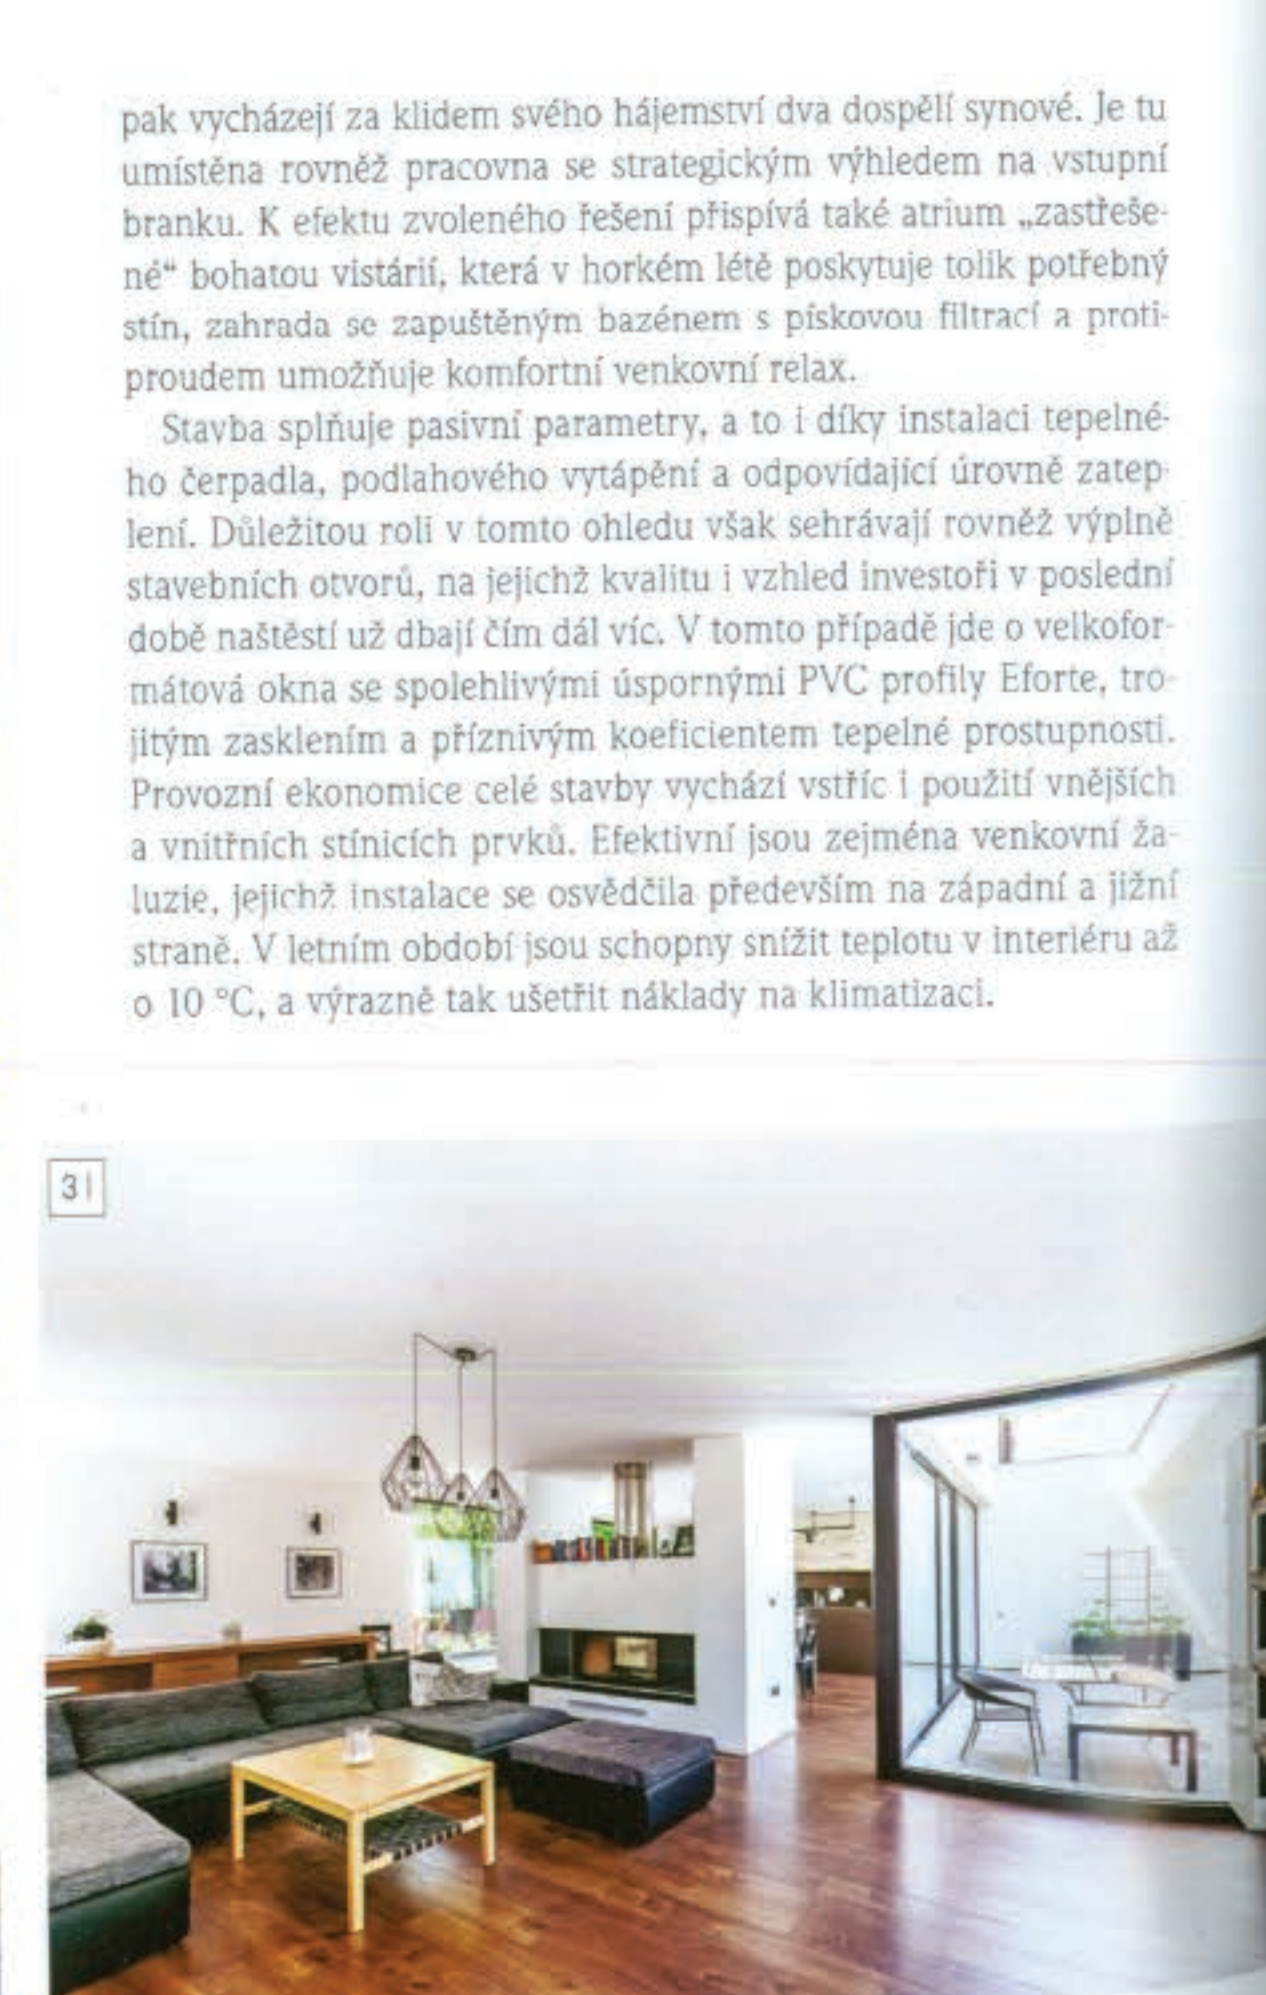 pak vycházejí za klidem svého hájemství dva dospělí synové. Je tu
umístěna rovněž pracovna se strategickým výhledem na vstupní
branku. K efektu zvoleného řešení přispívá také atrium „zastřeše-
né“ bohatou vistárií, která v horkém létě poskytuje tolik potřebný
stín, zahrada se zapuštěným bazénem s pískovou filtrací a proti-
proudem umožňuje komfortní venkovní relax.
Stavba splňuje pasivní parametry, a to i díky instalaci tepelné-
ho čerpadla, podlahového vytápění a odpovídající úrovně zatep-
lení. Důležitou roli v tomto ohledu však sehrávají rovněž výplně
stavebních otvorů, na jejichž kvalitu i vzhled investoři v poslední
době naštěstí už dbají čím dál víc. V tomto případě jde o velkofor-
mátová okna se spolehlivými úspornými PVC profily Eforte, tro-
jitým zasklením a příznivým koeficientem tepelné prostupnosti.
Provozní ekonomice celé stavby vychází vstříc i použití vnějších
a vnitřních stínicích prvků. Efektivní jsou zejména venkovní ža-
luzie, jejichž instalace se osvědčila především na západní a jižní
straně. V letním období jsou schopny snížit teplotu v interiéru až
o 10 °C, a výrazně tak ušetřit náklady na klimatizaci.
3|